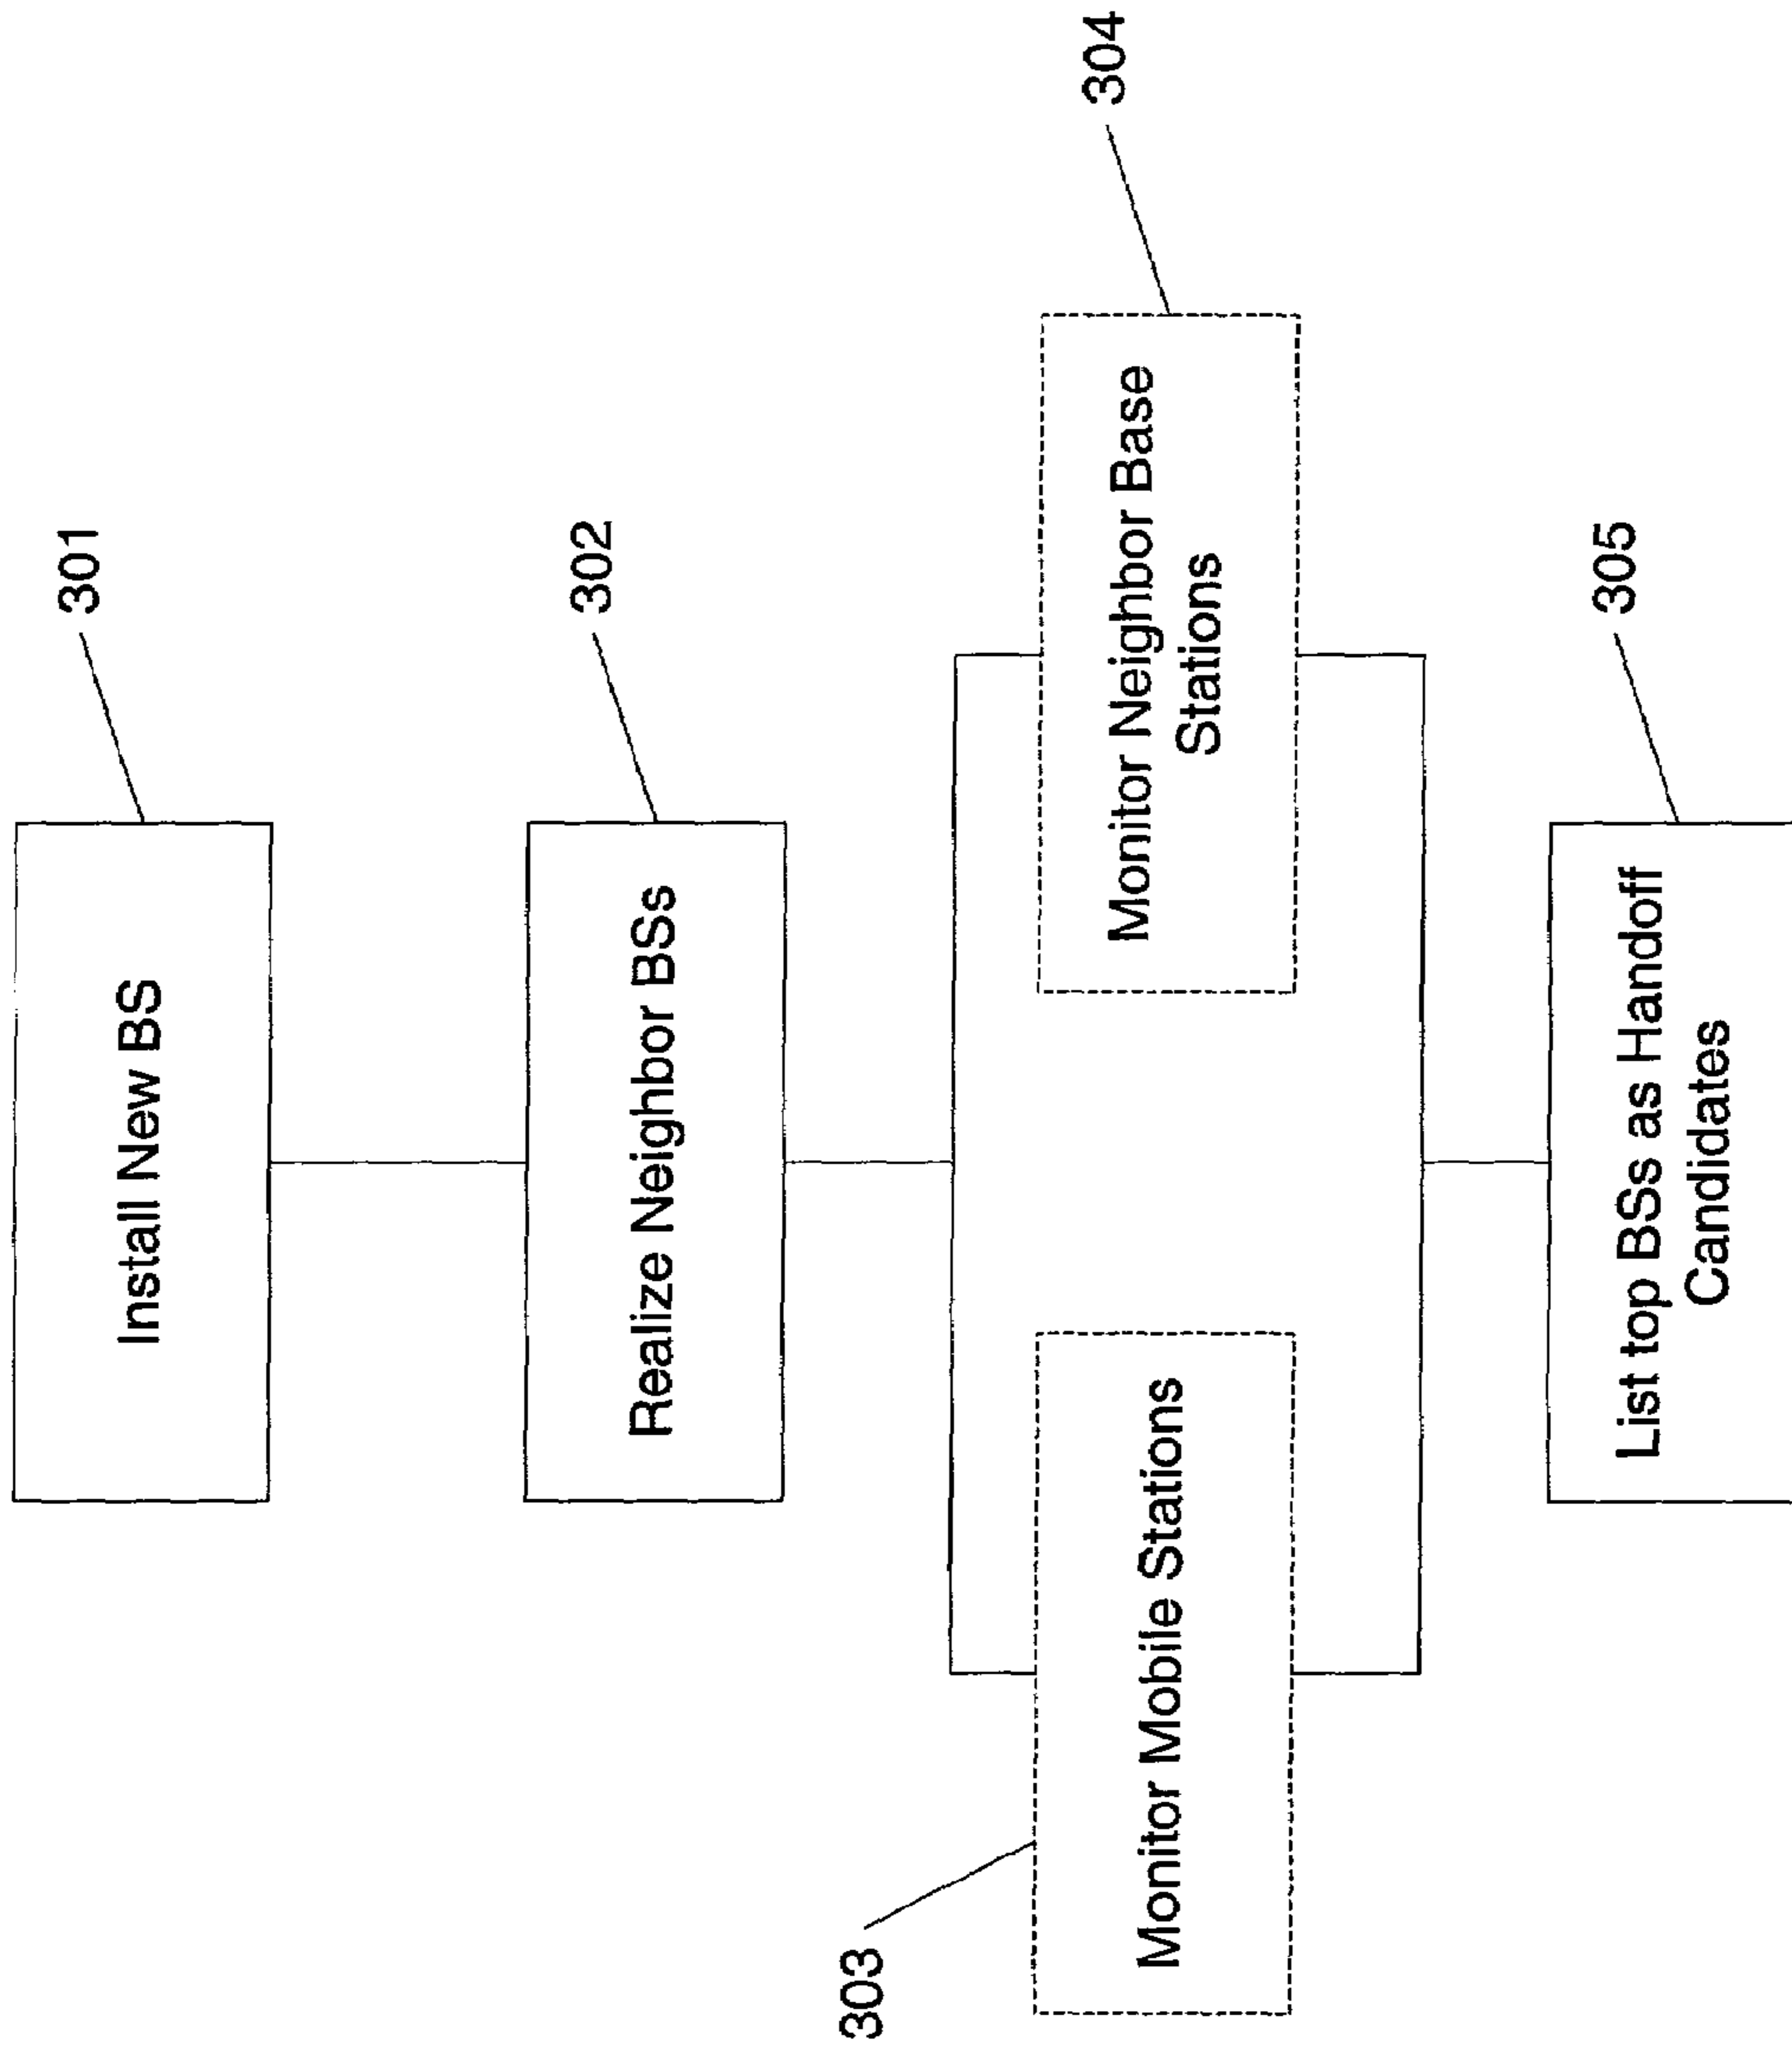 Install New BS
301
Realize Neighbor BSs
302
303
Monitor Mobile Stations
Monitor Neighbor Base
Stations
304
List top BSs as Handoff
Candidates
305